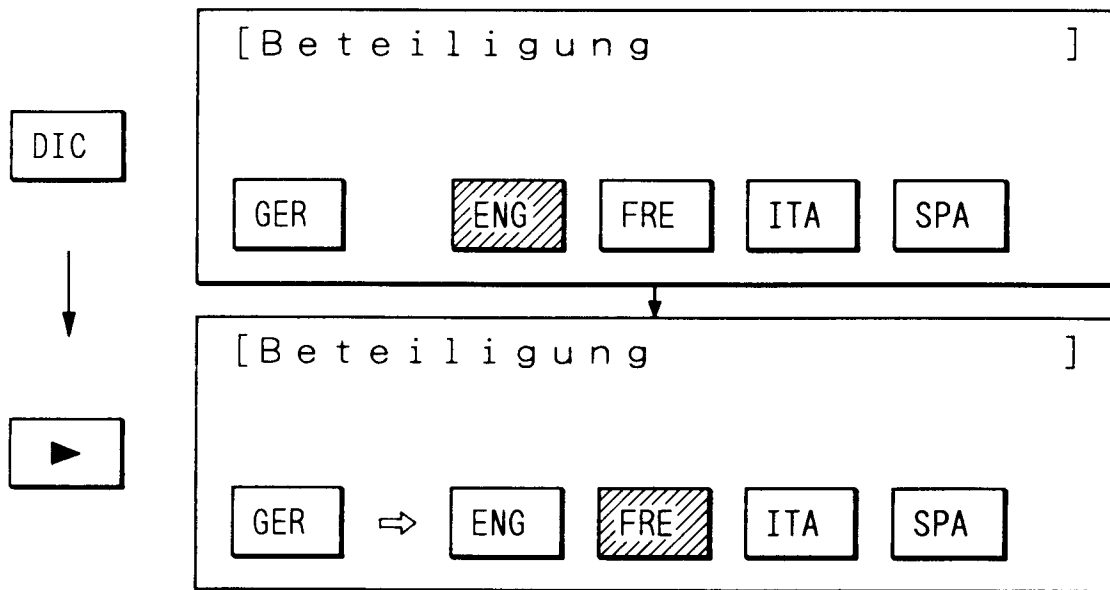 [Beteiligung ]
DIC
GER ENG FRE ITA SPA
[Beteiligung ]
GER ⇨ ENG FRE ITA SPA